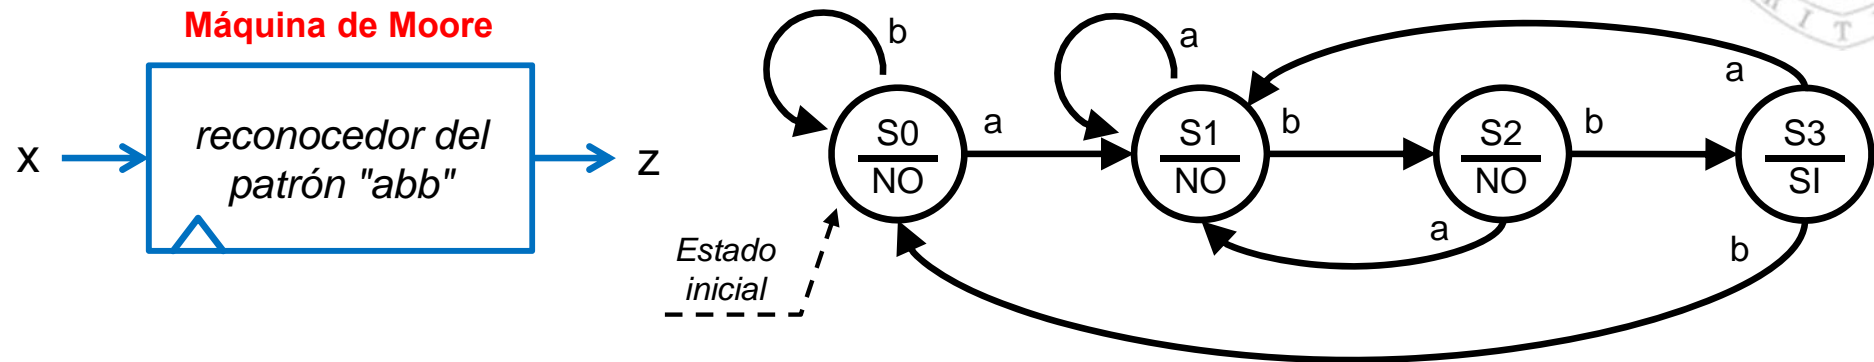 Máquina de Moore
x
reconocedor del
patrón "abb"
z
b
a
a
S0
NO
a
S1
NO
b
S2
NO
b
S3
SI
a
b
Estado
inicial
H I T